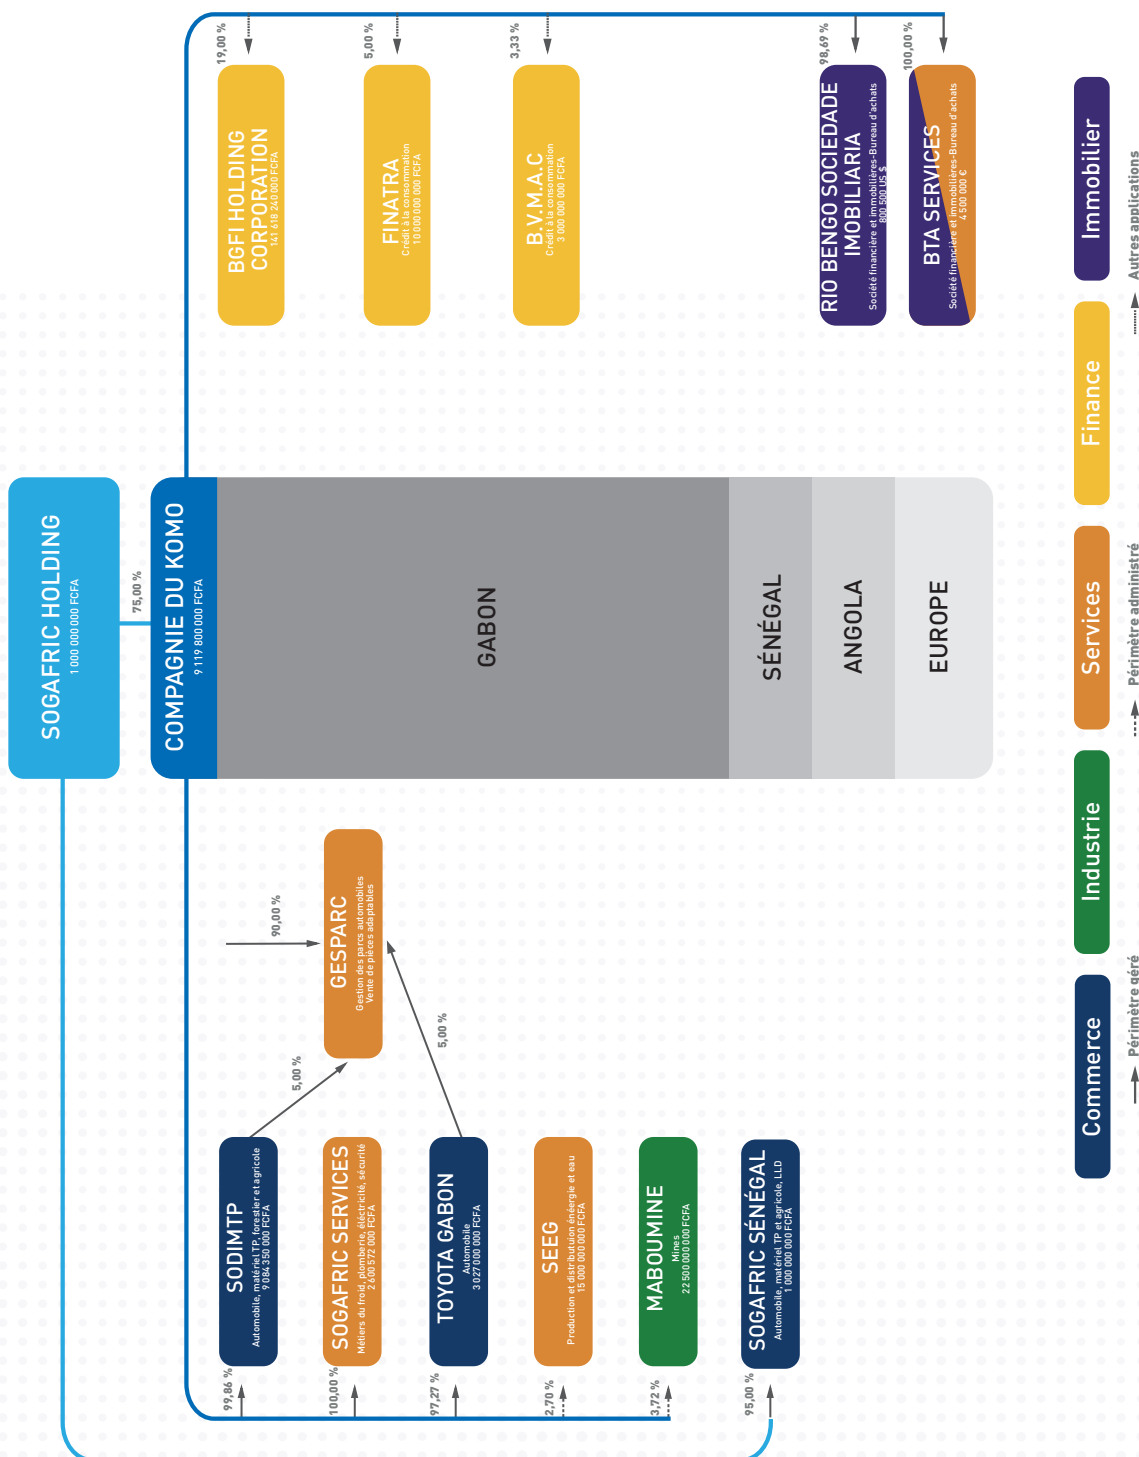 SOGAFRIC HOLDING
1 000 000 000 FCFA
75,00 %
COMPAGNIE DU KOMO
9 119 800 000 FCFA
GABON
SÉNÉGAL
ANGOLA
EUROPE
99,86 %
SODIMTP
Automobile, matériel TP, forestier et agricole
9 084 350 000 FCFA
100,00 %
SOGAFRIC SERVICES
Métiers du froid, plomberie, éléctricité, sécurité
2 600 572 000 FCFA
97,27 %
TOYOTA GABON
Automobile
3 027 000 000 FCFA
2,70 %
SEEG
Production et distributuion énéergie et eau
15 000 000 000 FCFA
3,72 %
MABOUMINE
Mines
22 500 000 000 FCFA
95,00 %
SOGAFRIC SÉNÉGAL
Automobile, matériel TP et agricole, LLD
1 000 000 000 FCFA
5,00 %
5,00 %
90,00 %
GESPARC
Gestion des parcs automobiles
Vente de pièces adaptables
19,00 %
BGFI HOLDING
CORPORATION
141 618 240 000 FCFA
5,00 %
FINATRA
Crédit à la consommation
10 000 000 000 FCFA
3,33 %
B.V.M.A.C
Crédit à la consommation
3 000 000 000 FCFA
98,69 %
RIO BENGO SOCIEDADE
IMOBILIARIA
Société financière et immobilières-Bureau d'achats
800 500 US $
100,00 %
BTA SERVICES
Société financière et immobilières-Bureau d'achats
4 500 000 €
Commerce
Industrie
Services
Finance
Immobilier
Périmètre géré
Périmètre administré
Autres applications